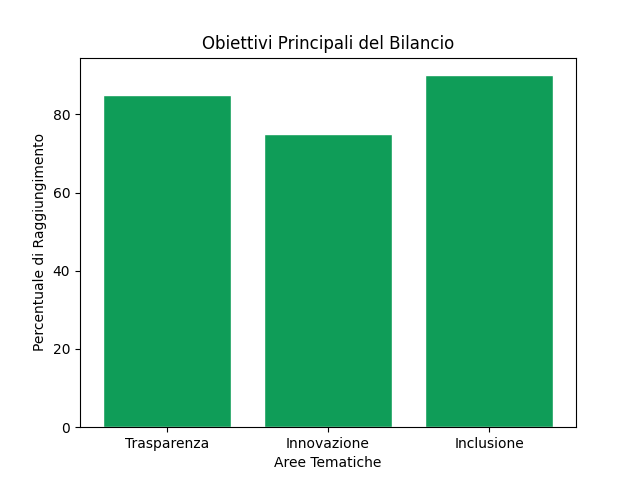 Obiettivi Principali del Bilancio
Percentuale di Raggiungimento
80
60
40
20
0
Trasparenza
Innovazione
Inclusione
Aree Tematiche